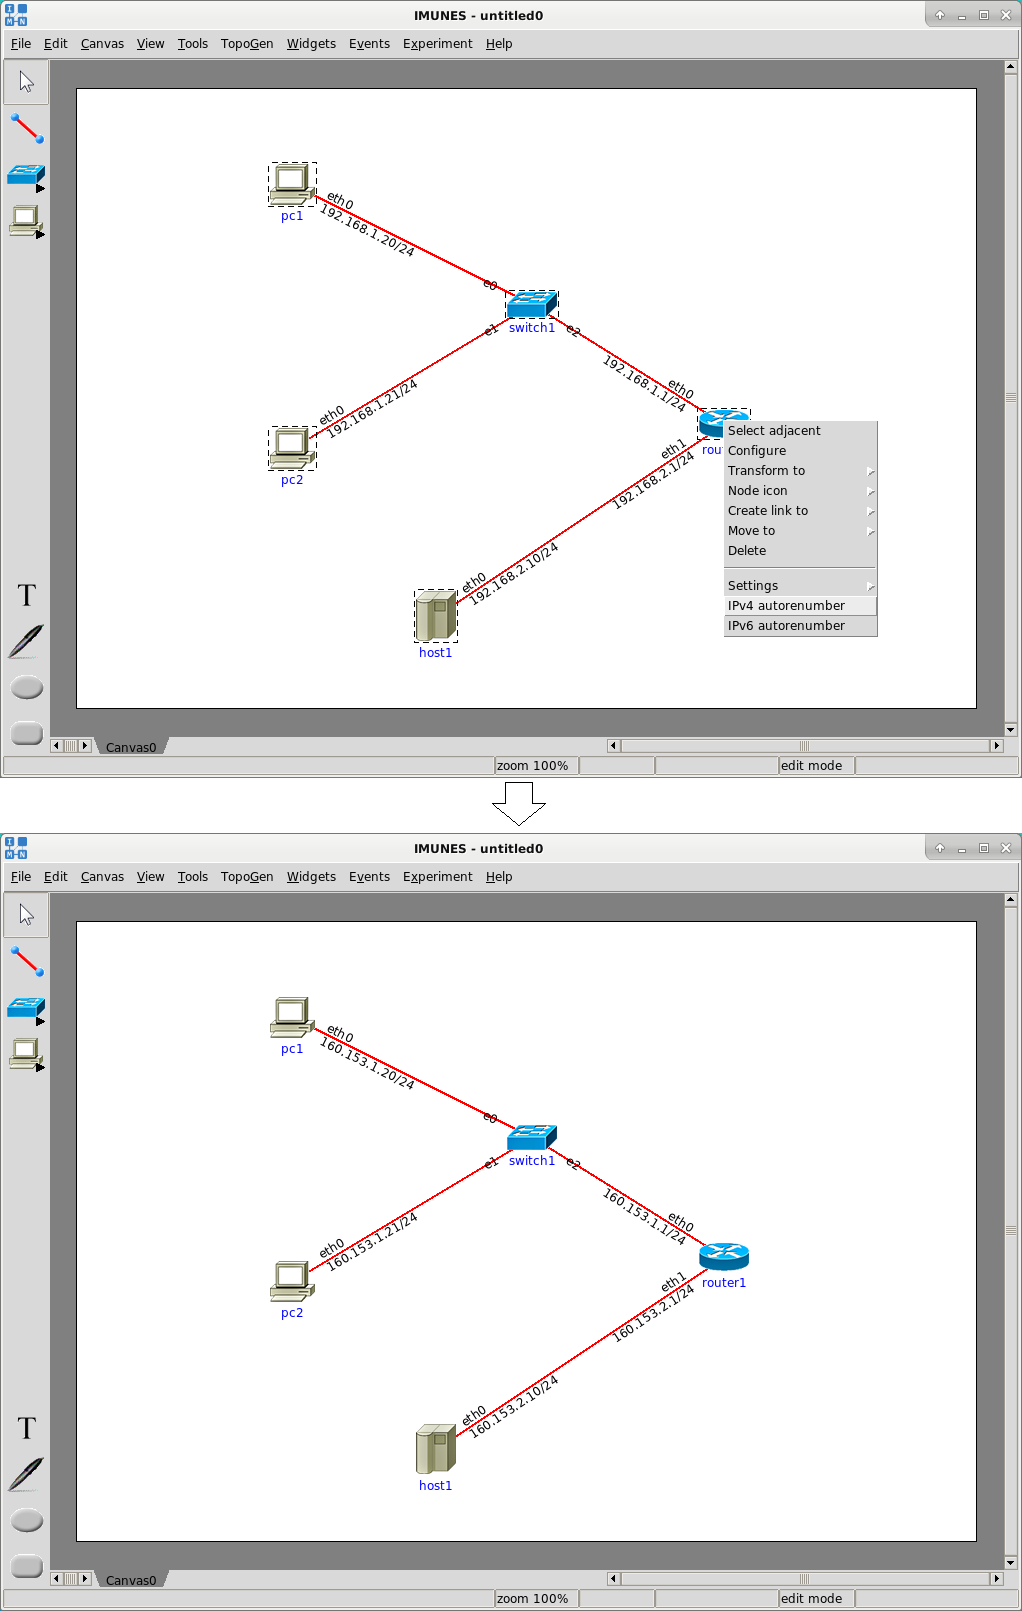 IMUNES - untitled0
File Edit Canvas View Tools TopoGen Widgets Events Experiment Help
pc1
eth0
192.168.1.20/24
e0
switch1
e1
e2
192.168.1.1/24
eth0
eth0
192.168.1.21/24
pc2
rou
eth1
192.168.2.1/24
eth0
192.168.2.10/24
host1
Select adjacent
Configure
Transform to
Node icon
Create link to
Move to
Delete
Settings
IPv4 autorenumber
IPv6 autorenumber
T
Canvas0
zoom 100%
edit mode
IMUNES - untitled0
File Edit Canvas View Tools TopoGen Widgets Events Experiment Help
pc1
eth0
160.153.1.20/24
e0
switch1
e1
e2
160.153.1.1/24
eth0
eth0
160.153.1.21/24
pc2
router1
eth1
160.153.2.1/24
eth0
160.153.2.10/24
host1
T
Canvas0
zoom 100%
edit mode